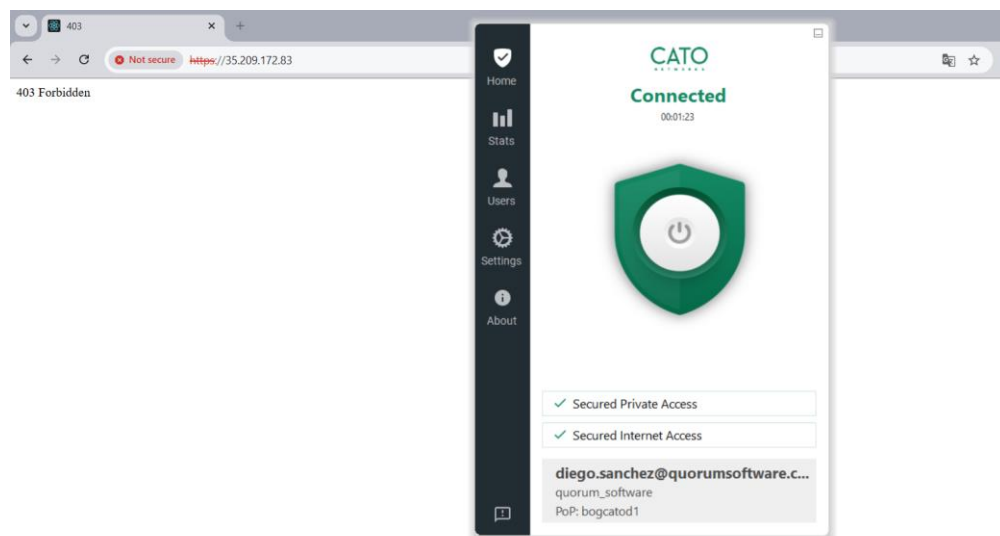 403
Not secure https://35.209.172.83
403 Forbidden
Home
Stats
Users
Settings
About
CATO
NETWORKS
Connected
00:01:23
Secured Private Access
Secured Internet Access
diego.sanchez@quorumsoftware.c...
quorum_software
PoP: bogcatod1